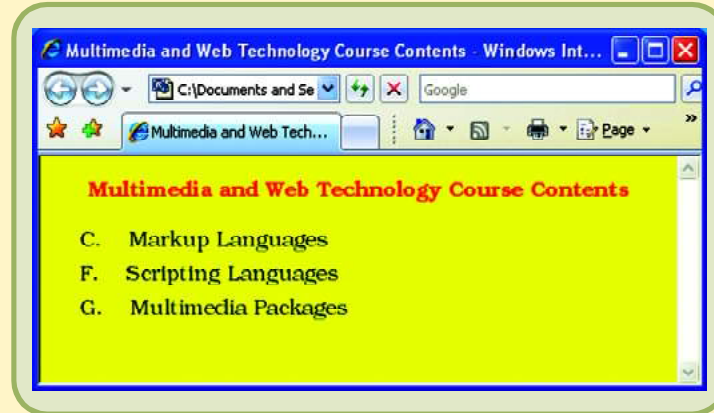 Multimedia and Web Technology Course Contents - Windows Int...
C:\Documents and Se
Google
Multimedia and Web Tech...
Page
Multimedia and Web Technology Course Contents
C. Markup Languages
F. Scripting Languages
G. Multimedia Packages